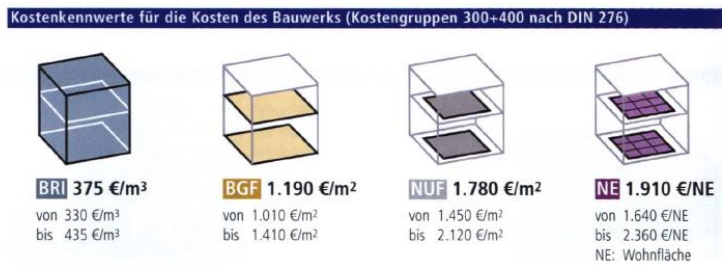 Kostenkennwerte für die Kosten des Bauwerks (Kostengruppen 300+400 nach DIN 276)
BRI 375 €/m³
von 330 €/m³
bis 435 €/m³
BGF 1.190 €/m²
von 1.010 €/m²
bis 1.410 €/m²
NUF 1.780 €/m²
von 1.450 €/m²
bis 2.120 €/m²
NE 1.910 €/NE
von 1.640 €/NE
bis 2.360 €/NE
NE: Wohnfläche